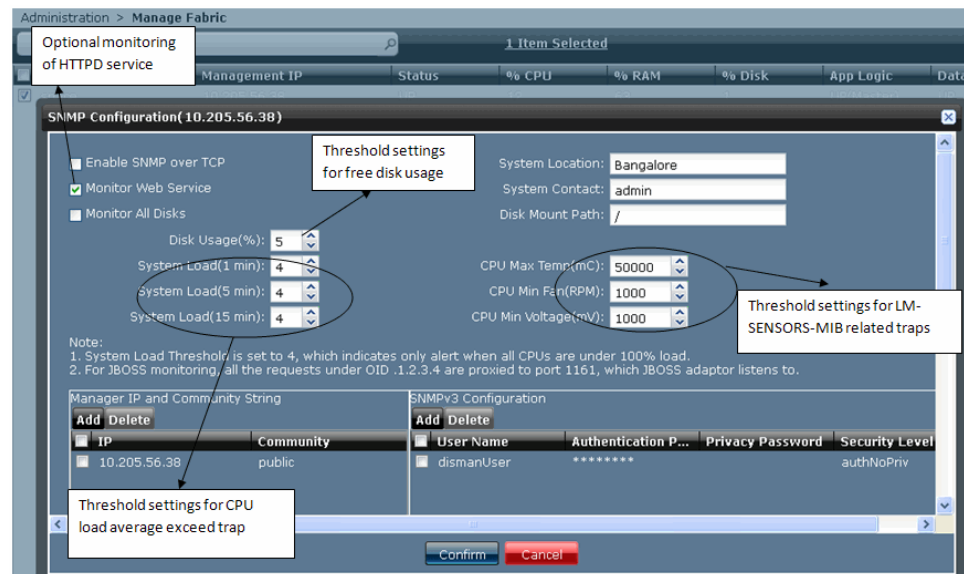 Administration > Manage Fabric
Optional monitoring
of HTTPD service
1 Item Selected
Management IP Status % CPU % RAM % Disk App Logic Data
SNMP Configuration(10.205.56.38)
Enable SNMP over TCP
Monitor Web Service
Monitor All Disks
Threshold settings
for free disk usage
System Location: Bangalore
System Contact: admin
Disk Mount Path: /
Disk Usage(%): 5
System Load(1 min): 4
System Load(5 min): 4
System Load(15 min): 4
CPU Max Temp(mC): 50000
CPU Min Fan(RPM): 1000
CPU Min Voltage(mV): 1000
Threshold settings for LM-
SENSORS-MIB related traps
Note:
1. System Load Threshold is set to 4, which indicates only alert when all CPUs are under 100% load.
2. For JBOSS monitoring, all the requests under OID .1.2.3.4 are proxied to port 1161, which JBOSS adaptor listens to.
Manager IP and Community String
Add Delete
IP Community
10.205.56.38 public
SNMPv3 Configuration
Add Delete
User Name Authentication P... Privacy Password Security Level
dismanUser ******** authNoPriv
Threshold settings for CPU
load average exceed trap
Confirm Cancel